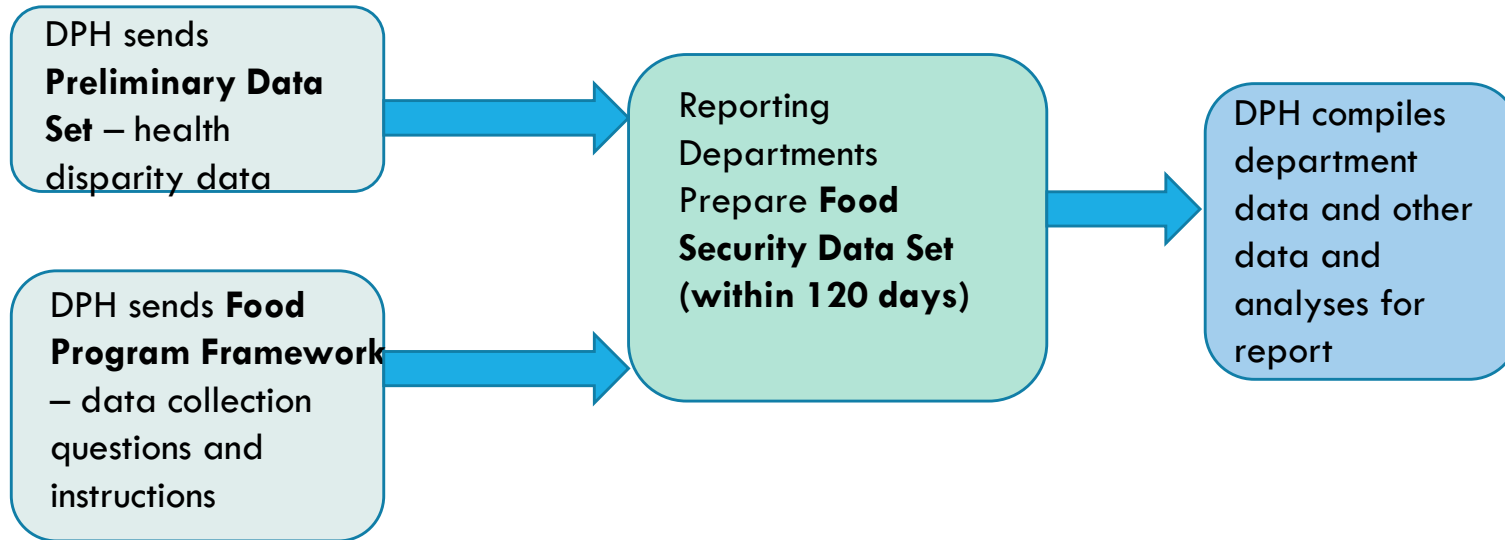 DPH sends
Preliminary Data
Set – health
disparity data
DPH sends Food
Program Framework
– data collection
questions and
instructions
Reporting
Departments
Prepare Food
Security Data Set
(within 120 days)
DPH compiles
department
data and other
data and
analyses for
report